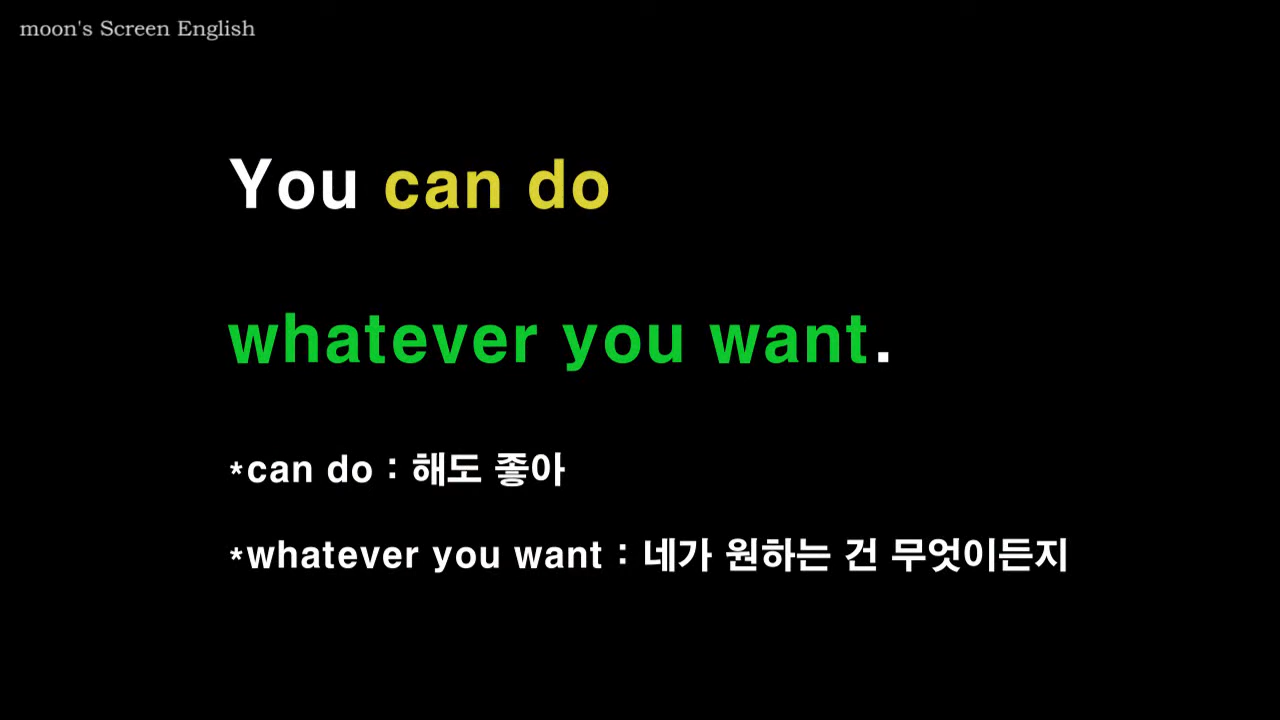 moon's Screen English
You can do
whatever you want.
*can do : 해도 좋아
*whatever you want : 네가 원하는 건 무엇이든지